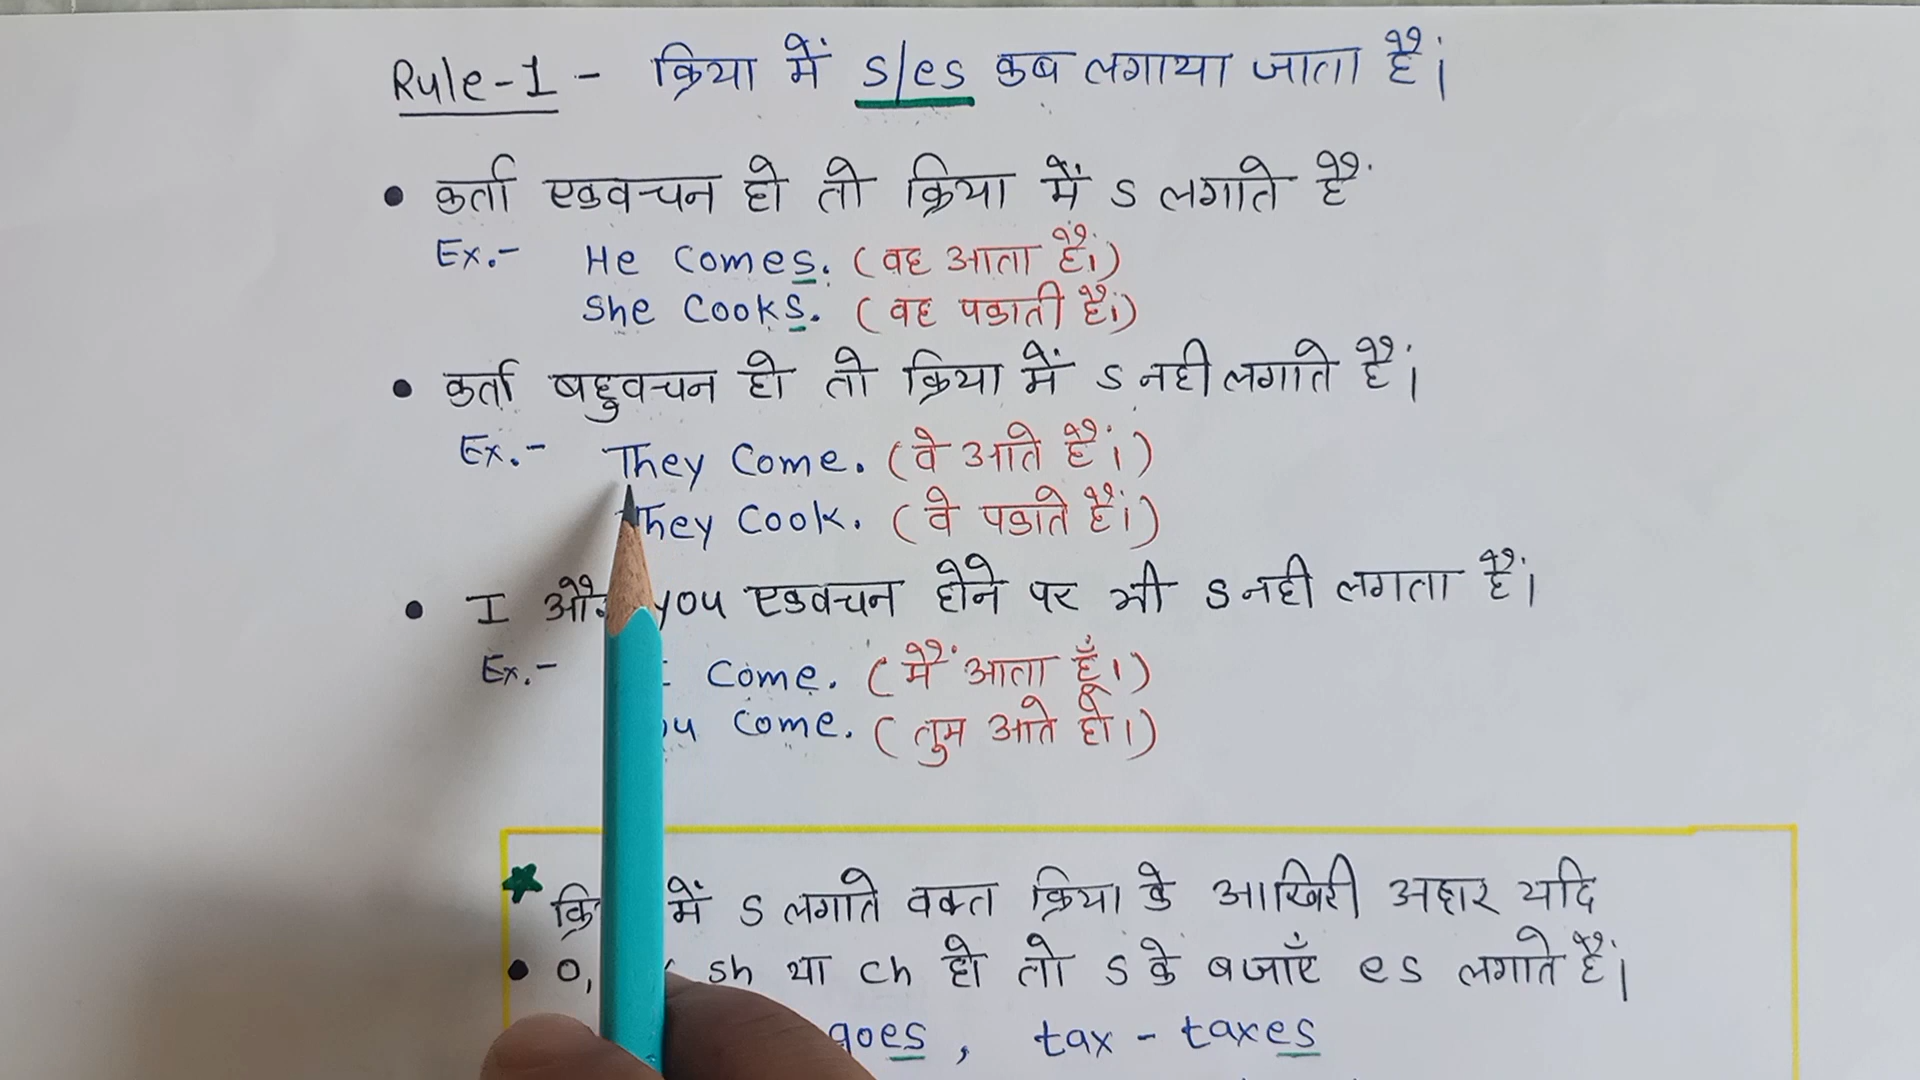 Rule-1 - क्रिया में s/es कब लगाया जाता है।
• कर्ता एकवचन हो तो क्रिया में s लगाते है
Ex.- He comes. (वह आता है।)
She cooks. (वह पकाती है।)
• कर्ता बहुवचन हो तो क्रिया में s नही लगाते है।
Ex.- They come. (वे आते हैं।)
They cook. (वे पकाते हैं।)
• I you एकवचन होने पर भी s नही लगता है।
Ex.- come. (मैं आता हूँ।)
come. (तुम आते हो।)
में s लगाते वक्त क्रिया के आखिरी अक्षर यदि
• o, sh या ch हो तो s के बजाएँ es लगाते है।
goes, tax - taxes